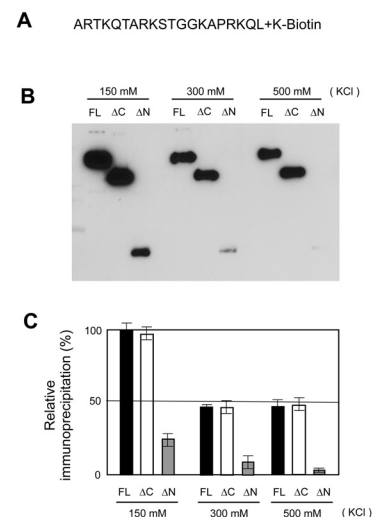 A
ARTKQTARKSTGGKAPRKQL+K-Biotin
B
150 mM 300 mM 500 mM ( KCl )
FL ΔC ΔN FL ΔC ΔN FL ΔC ΔN
C
Relative
immunoprecipitation (%)
100
50
0
FL ΔC ΔN FL ΔC ΔN FL ΔC ΔN
150 mM 300 mM 500 mM ( KCl )